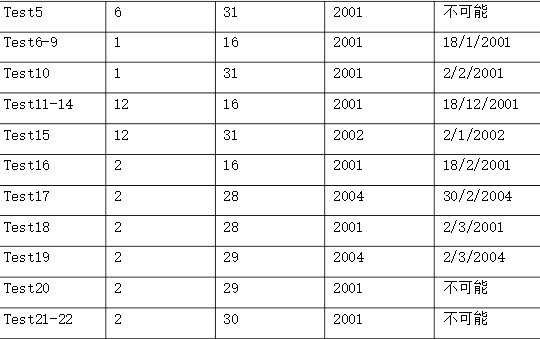 Test5 6 31 2001 不可能
Test6-9 1 16 2001 18/1/2001
Test10 1 31 2001 2/2/2001
Test11-14 12 16 2001 18/12/2001
Test15 12 31 2002 2/1/2002
Test16 2 16 2001 18/2/2001
Test17 2 28 2004 30/2/2004
Test18 2 28 2001 2/3/2001
Test19 2 29 2004 2/3/2004
Test20 2 29 2001 不可能
Test21-22 2 30 2001 不可能